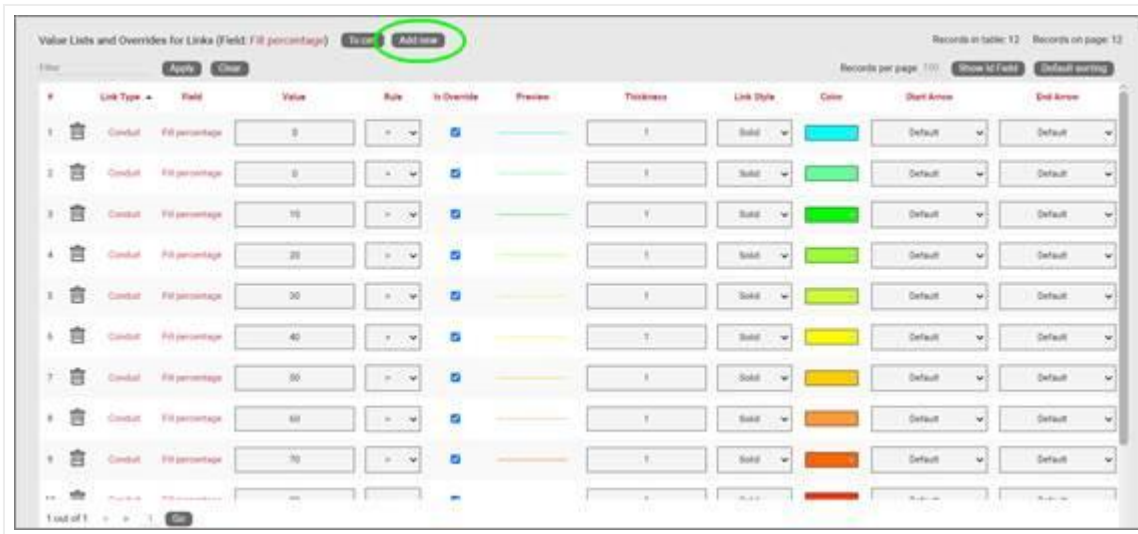 Value Lists and Overrides for Links (Field: Fill percentage) Add new Records in table: 12 Records on page: 12
Filter Apply Clear Records per page 100 Show Id Field Default sorting
# Link Type Field Value Rule Is Override Preview Thickness Link Style Color Start Arrow End Arrow
1 Conduit Fill percentage 0 1 Solid Default Default
2 Conduit Fill percentage 0 1 Solid Default Default
3 Conduit Fill percentage 10 1 Solid Default Default
4 Conduit Fill percentage 20 1 Solid Default Default
5 Conduit Fill percentage 30 1 Solid Default Default
6 Conduit Fill percentage 40 1 Solid Default Default
7 Conduit Fill percentage 50 1 Solid Default Default
8 Conduit Fill percentage 60 1 Solid Default Default
9 Conduit Fill percentage 70 1 Solid Default Default
1 out of 1 1 Go